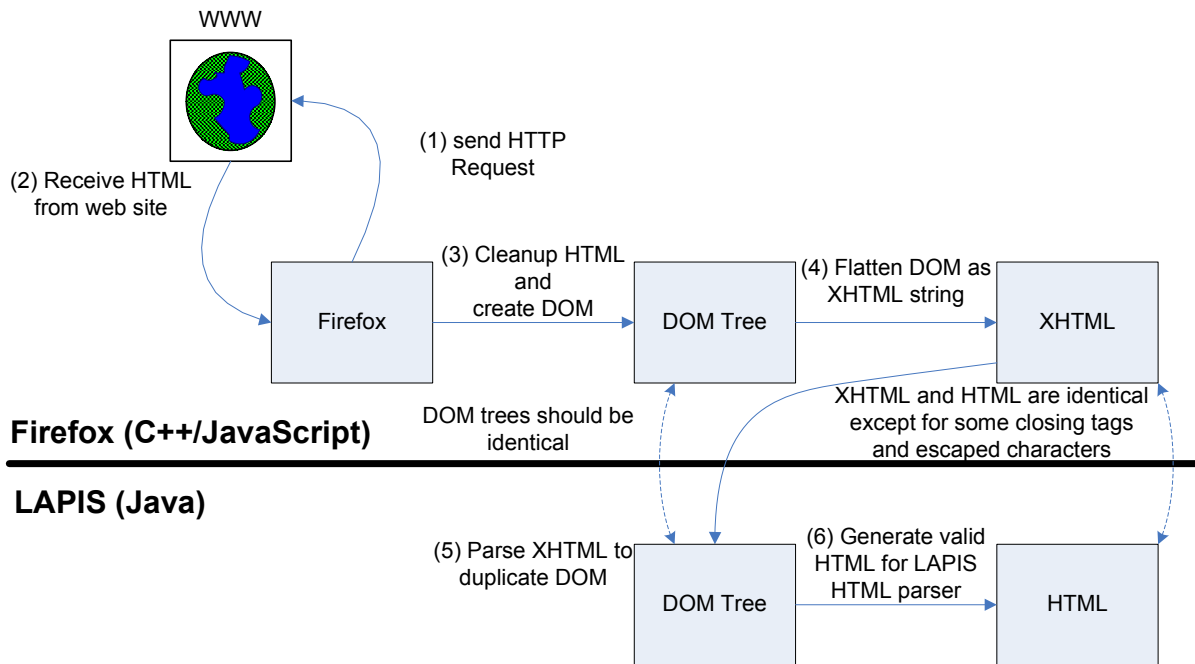 WWW
(1) send HTTP
Request
(2) Receive HTML
from web site
(3) Cleanup HTML
and
create DOM
(4) Flatten DOM as
XHTML string
Firefox
DOM Tree
XHTML
DOM trees should be
identical
XHTML and HTML are identical
except for some closing tags
and escaped characters
Firefox (C++/JavaScript)
LAPIS (Java)
(5) Parse XHTML to
duplicate DOM
(6) Generate valid
HTML for LAPIS
HTML parser
DOM Tree
HTML